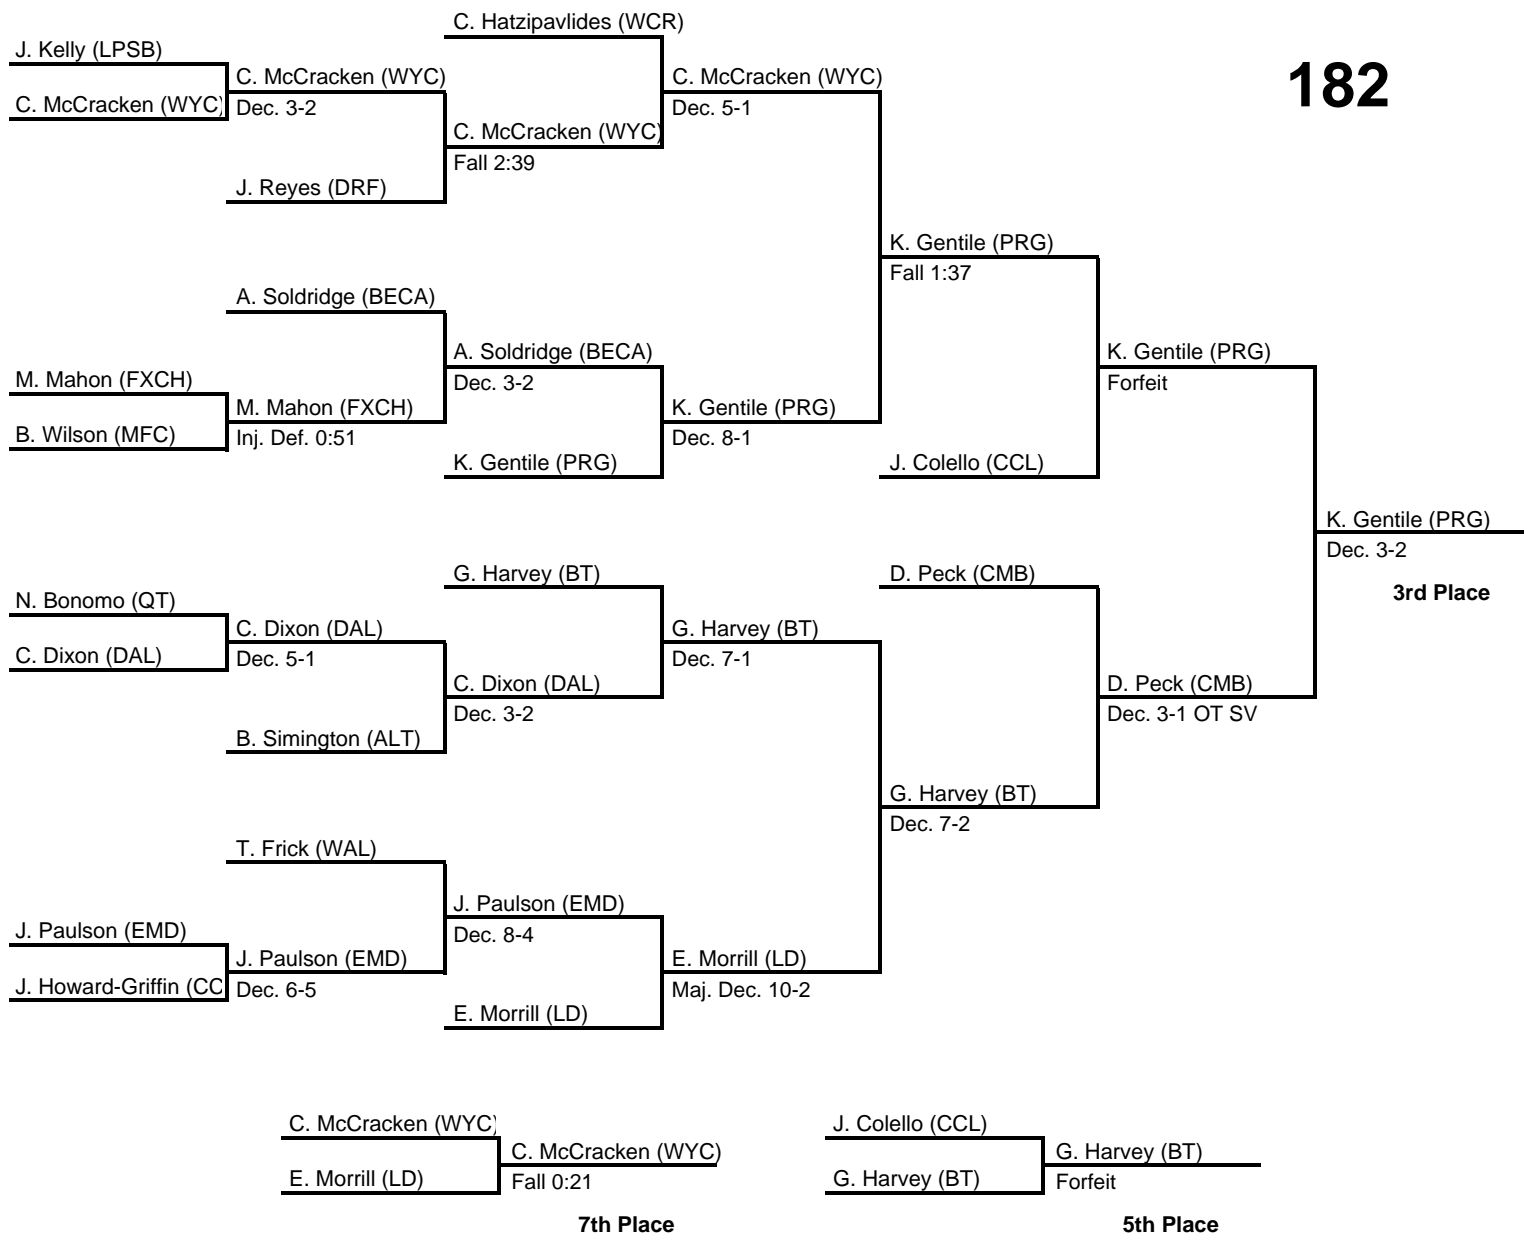 C. Hatzipavlides (WCR)
J. Kelly (LPSB)
182
C. McCracken (WYC)
C. McCracken (WYC)
C. McCracken (WYC)
Dec. 3-2
Dec. 5-1
C. McCracken (WYC)
Fall 2:39
J. Reyes (DRF)
K. Gentile (PRG)
Fall 1:37
A. Soldridge (BECA)
A. Soldridge (BECA)
K. Gentile (PRG)
Dec. 3-2
Forfeit
M. Mahon (FXCH)
M. Mahon (FXCH)
K. Gentile (PRG)
B. Wilson (MFC)
Inj. Def. 0:51
Dec. 8-1
K. Gentile (PRG)
J. Colello (CCL)
K. Gentile (PRG)
Dec. 3-2
3rd Place
G. Harvey (BT)
D. Peck (CMB)
N. Bonomo (QT)
C. Dixon (DAL)
G. Harvey (BT)
C. Dixon (DAL)
Dec. 5-1
Dec. 7-1
C. Dixon (DAL)
D. Peck (CMB)
Dec. 3-2
Dec. 3-1 OT SV
B. Simington (ALT)
G. Harvey (BT)
Dec. 7-2
T. Frick (WAL)
J. Paulson (EMD)
Dec. 8-4
J. Paulson (EMD)
J. Paulson (EMD)
E. Morrill (LD)
J. Howard-Griffin (CC
Dec. 6-5
Maj. Dec. 10-2
E. Morrill (LD)
C. McCracken (WYC)
C. McCracken (WYC)
E. Morrill (LD)
Fall 0:21
7th Place
J. Colello (CCL)
G. Harvey (BT)
G. Harvey (BT)
Forfeit
5th Place